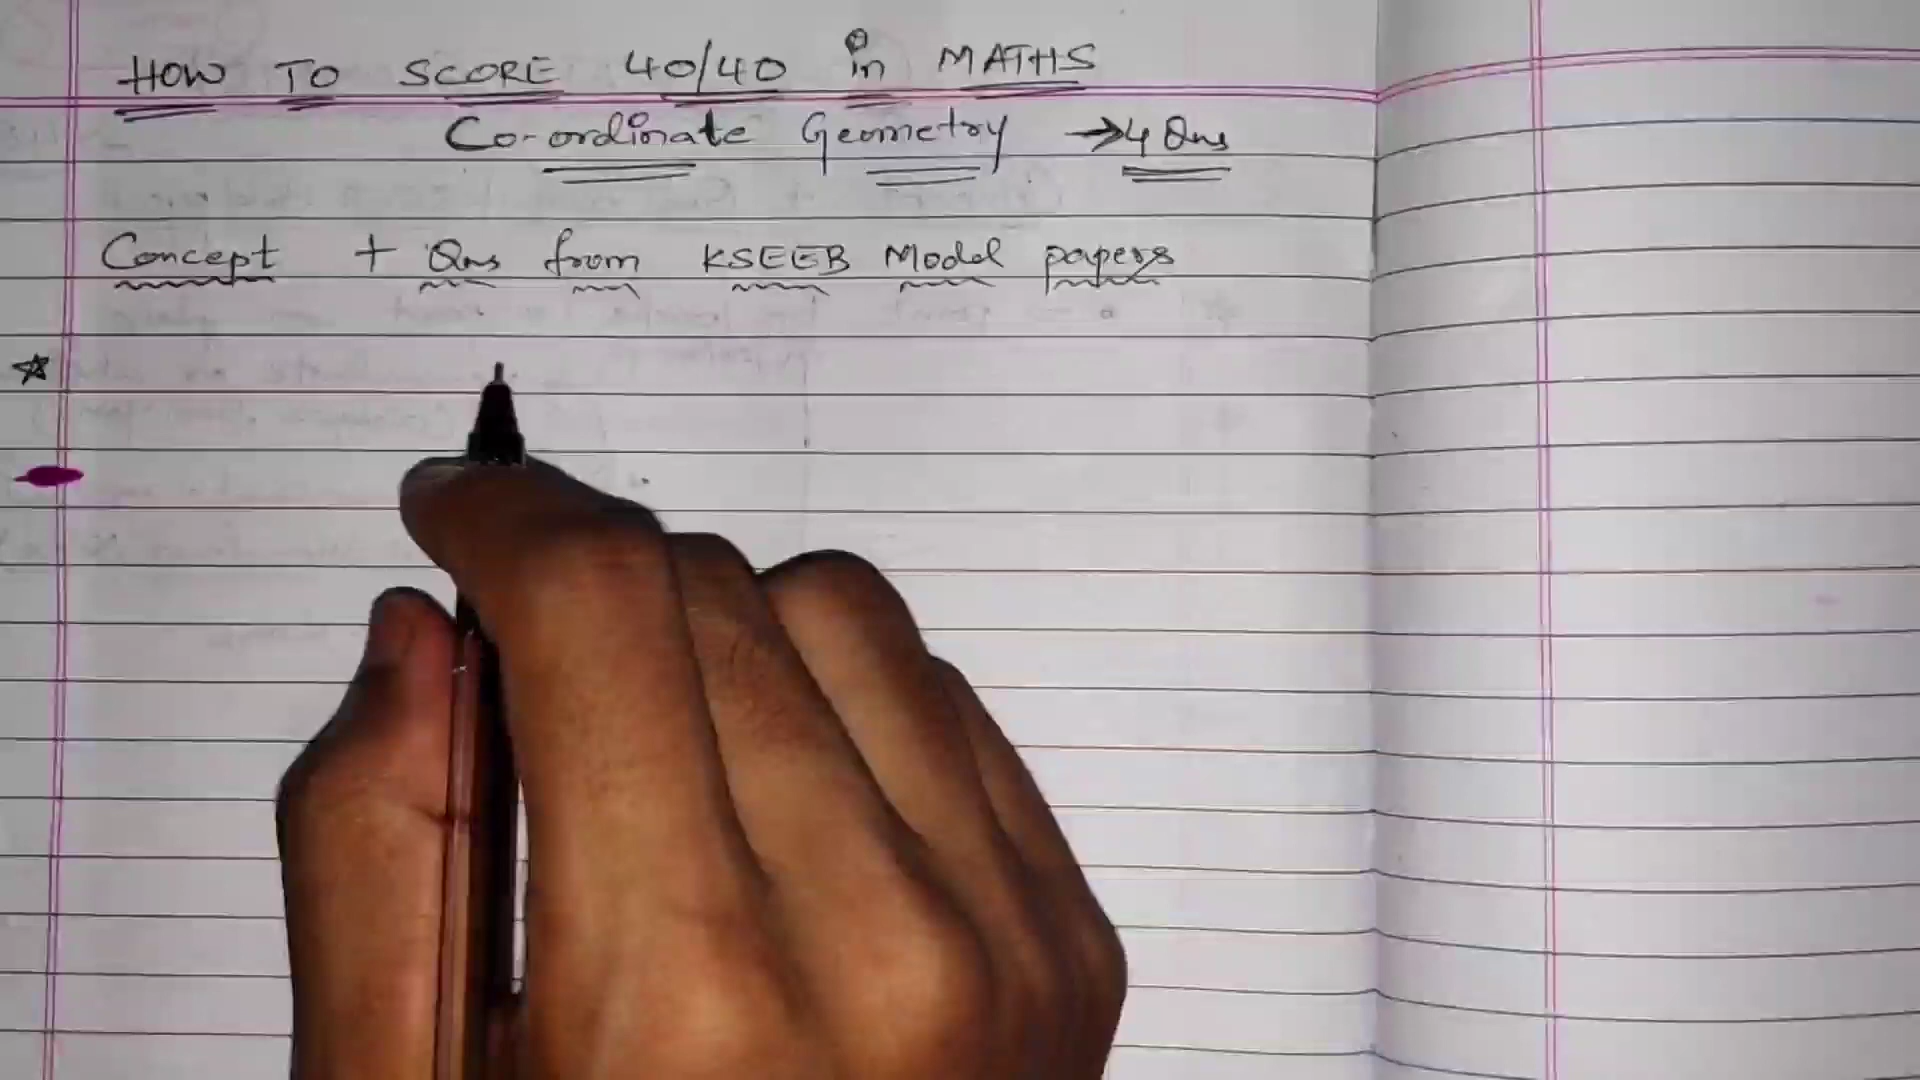 HOW TO SCORE 40/40 in MATHS
Co-ordinate Geometry →4 Qns
Concept + Qns from KSEEB Model papers